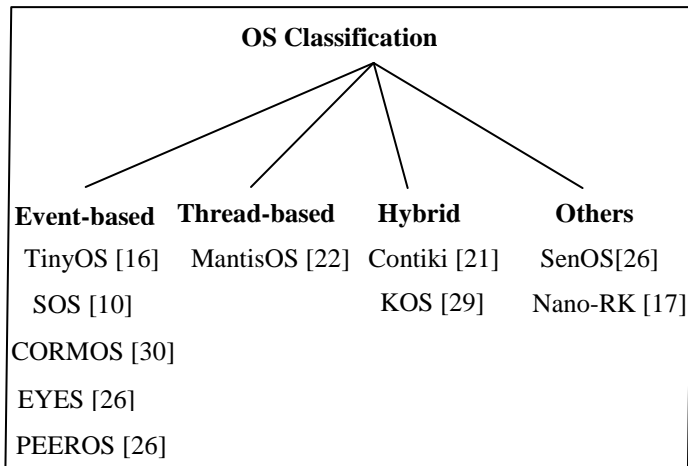 OS Classification
Event-based Thread-based Hybrid Others
TinyOS [16] MantisOS [22] Contiki [21] SenOS[26]
SOS [10] KOS [29] Nano-RK [17]
CORMOS [30]
EYES [26]
PEEROS [26]